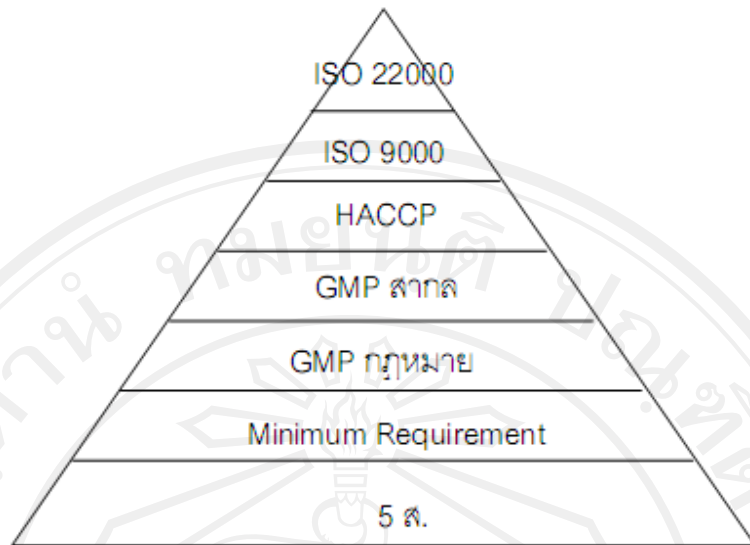 ISO 22000
ISO 9000
HACCP
GMP สากล
GMP กฎหมาย
Minimum Requirement
5 ส.